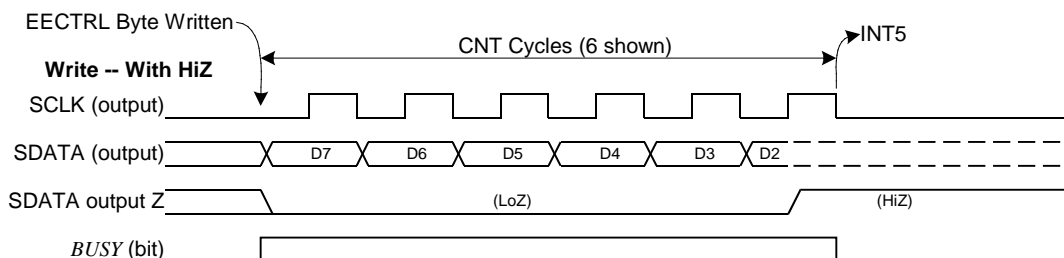 EECTRL Byte Written
INT5
CNT Cycles (6 shown)
Write -- With HiZ
SCLK (output)
SDATA (output) D7 D6 D5 D4 D3 D2
SDATA output Z (LoZ) (HiZ)
BUSY (bit)